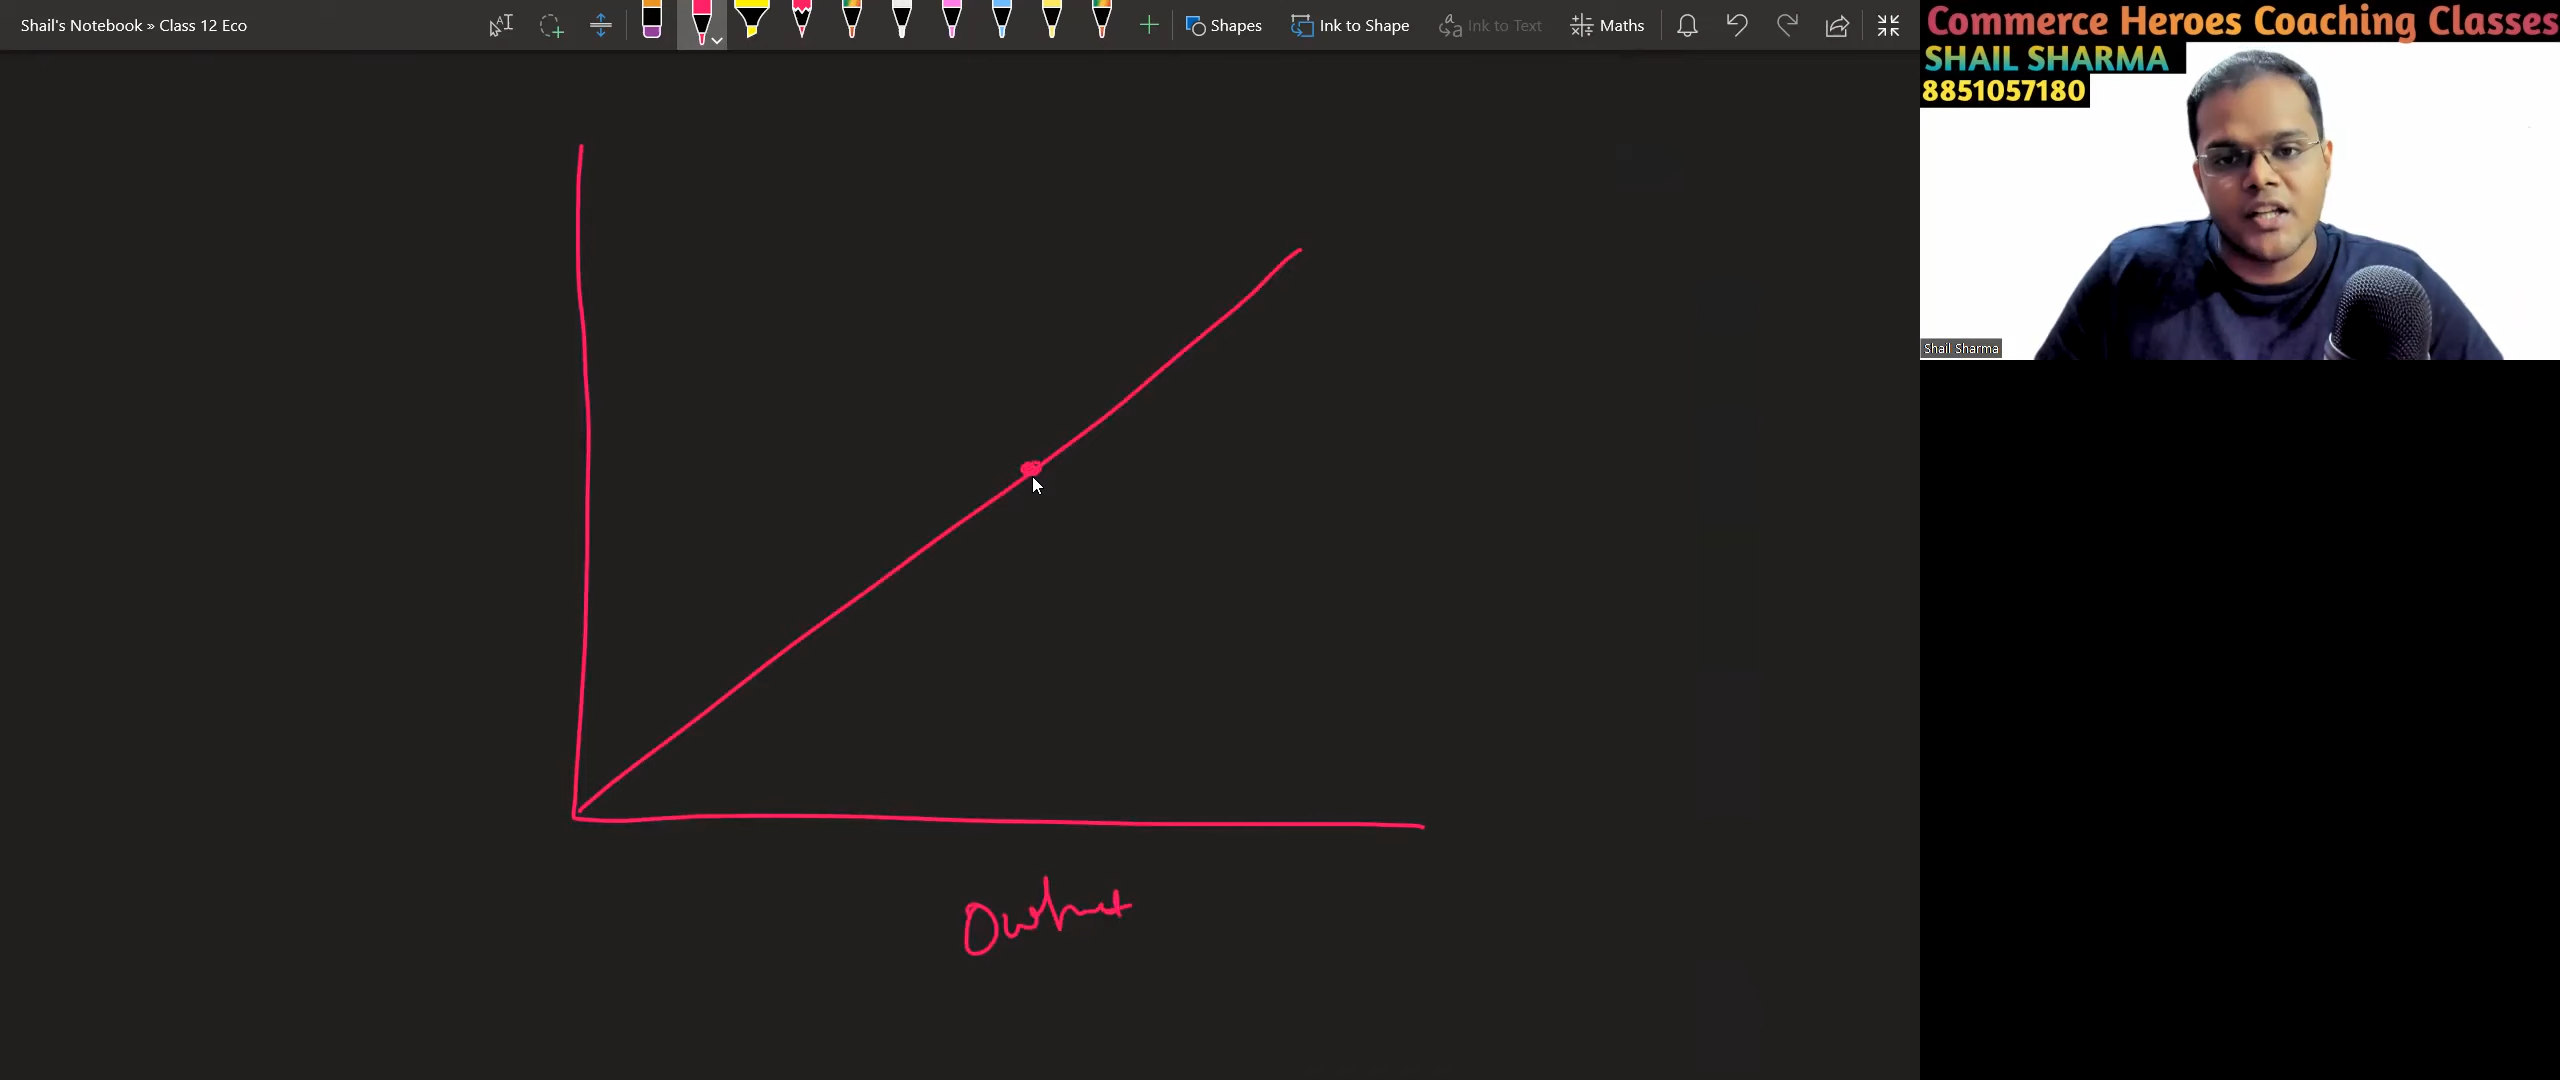 Shail's Notebook » Class 12 Eco
Shapes
Ink to Shape
Ink to Text
Maths
Commerce Heroes Coaching Classes
SHAIL SHARMA
8851057180
Shail Sharma
Output